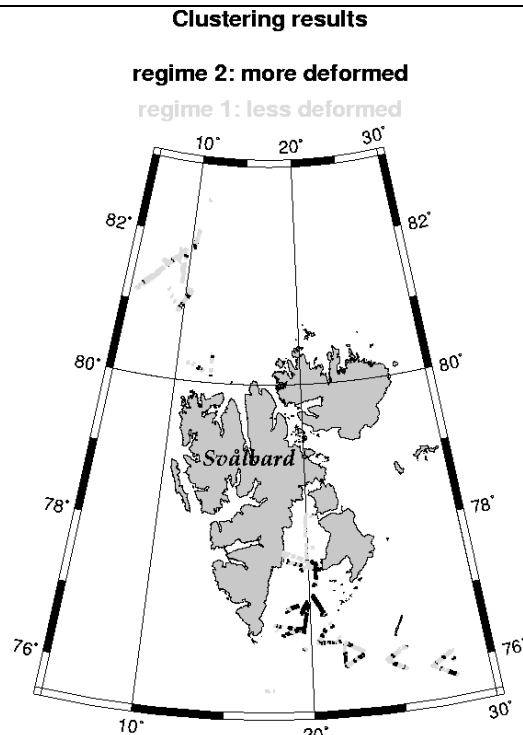 Clustering results
regime 2: more deformed
regime 1: less deformed
10° 20° 30°
82° 82°
80° 80°
Svålbard
78° 78°
76° 76°
10° 20° 30°